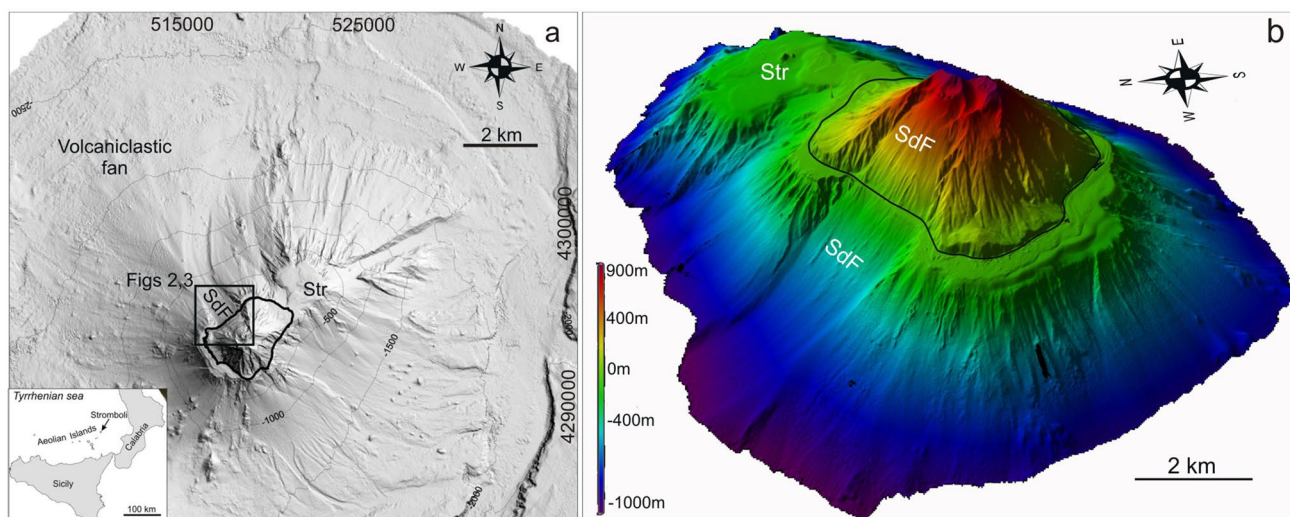 515000
525000
a
N
W
E
S
2 km
-2500
Volcahiclastic
fan
4300000
Figs 2,3
SdF
Str
-500
-1500
-1000
4290000
-2000
Tyrrhenian sea
Stromboli
Aeolian Islands
Calabria
Sicily
100 km
b
Str
E
N
S
W
SdF
SdF
900m
400m
0m
-400m
-1000m
2 km